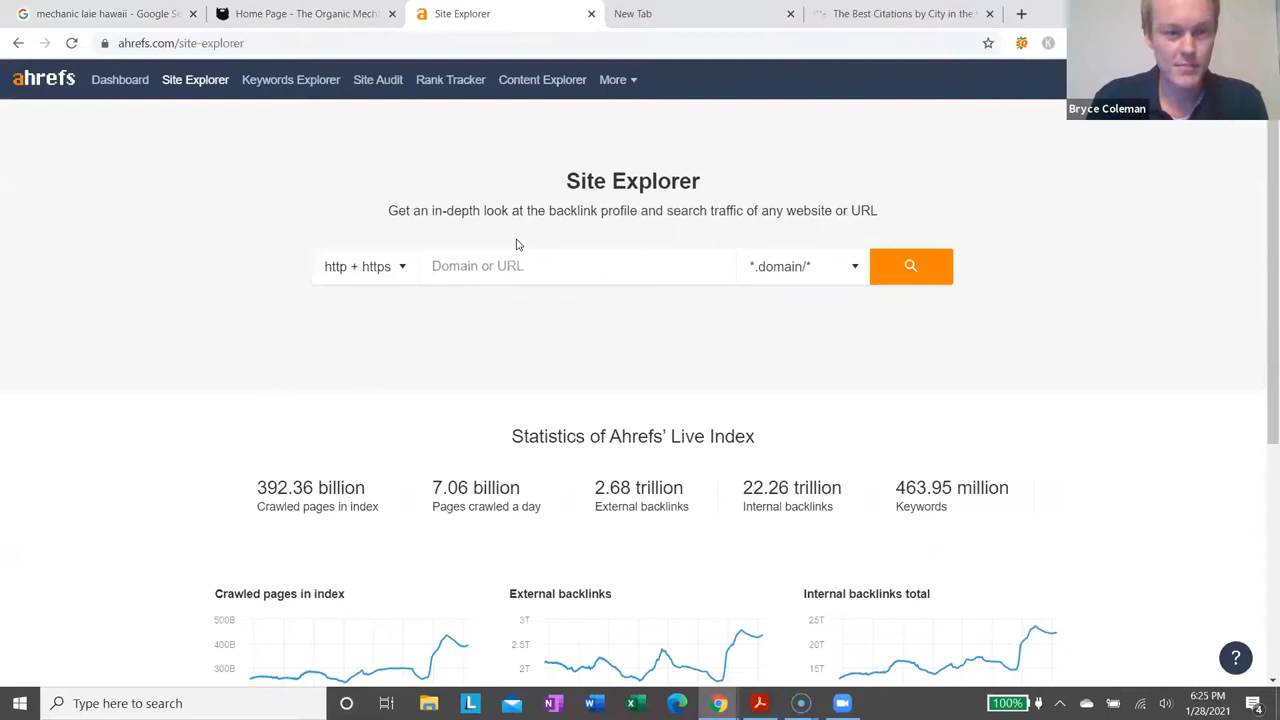 mechanic laie hawaii - Google Se
Home Page - The Organic Mech
Site Explorer
New Tab
The Best Citations by City in the
ahrefs.com/site-explorer
ahrefs
Dashboard
Site Explorer
Keywords Explorer
Site Audit
Rank Tracker
Content Explorer
More
Bryce Coleman
Site Explorer
Get an in-depth look at the backlink profile and search traffic of any website or URL
http + https
Domain or URL
*.domain/*
Statistics of Ahrefs’ Live Index
392.36 billion
Crawled pages in index
7.06 billion
Pages crawled a day
2.68 trillion
External backlinks
22.26 trillion
Internal backlinks
463.95 million
Keywords
Crawled pages in index
500B
400B
300B
External backlinks
3T
2.5T
2T
Internal backlinks total
25T
20T
15T
?
Type here to search
100%
6:25 PM
1/28/2021
4